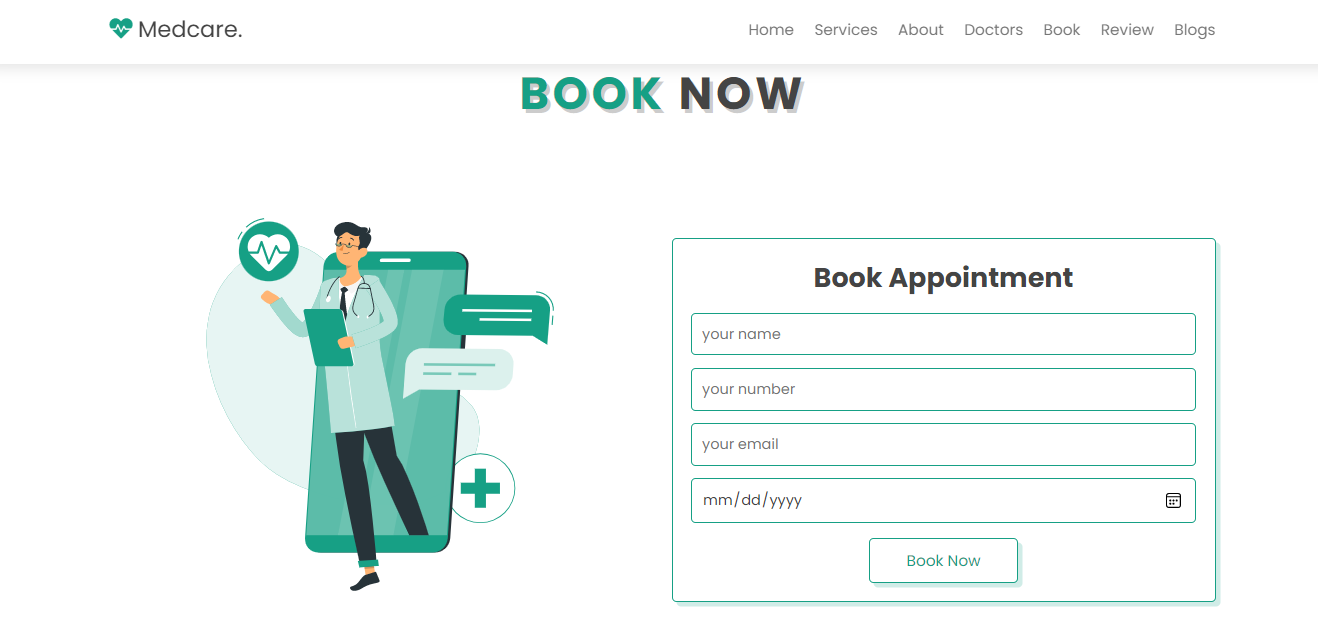 Medcare.
Home Services About Doctors Book Review Blogs
BOOK NOW
Book Appointment
your name
your number
your email
mm/dd/yyyy
Book Now